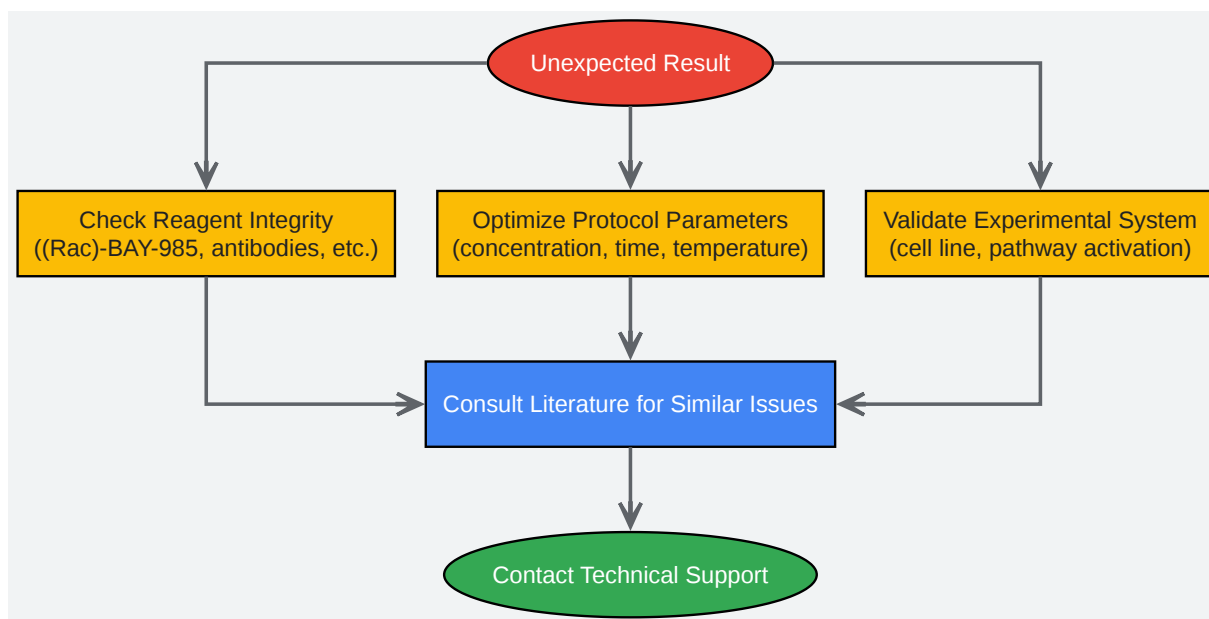 Unexpected Result
Check Reagent Integrity
((Rac)-BAY-985, antibodies, etc.)
Optimize Protocol Parameters
(concentration, time, temperature)
Validate Experimental System
(cell line, pathway activation)
Consult Literature for Similar Issues
Contact Technical Support